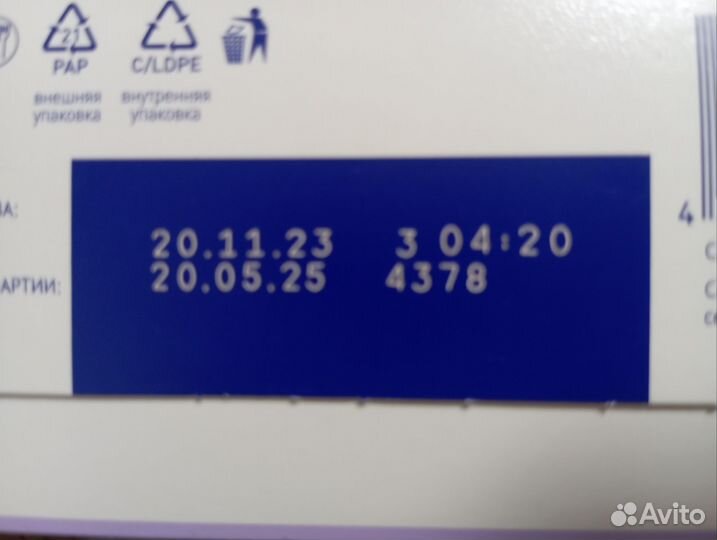 21
PAP
C/LDPE
внешняя
упаковка
внутренняя
упаковка
20.11.23 3 04:20
20.05.25 4378
АРТИИ:
4
Avito